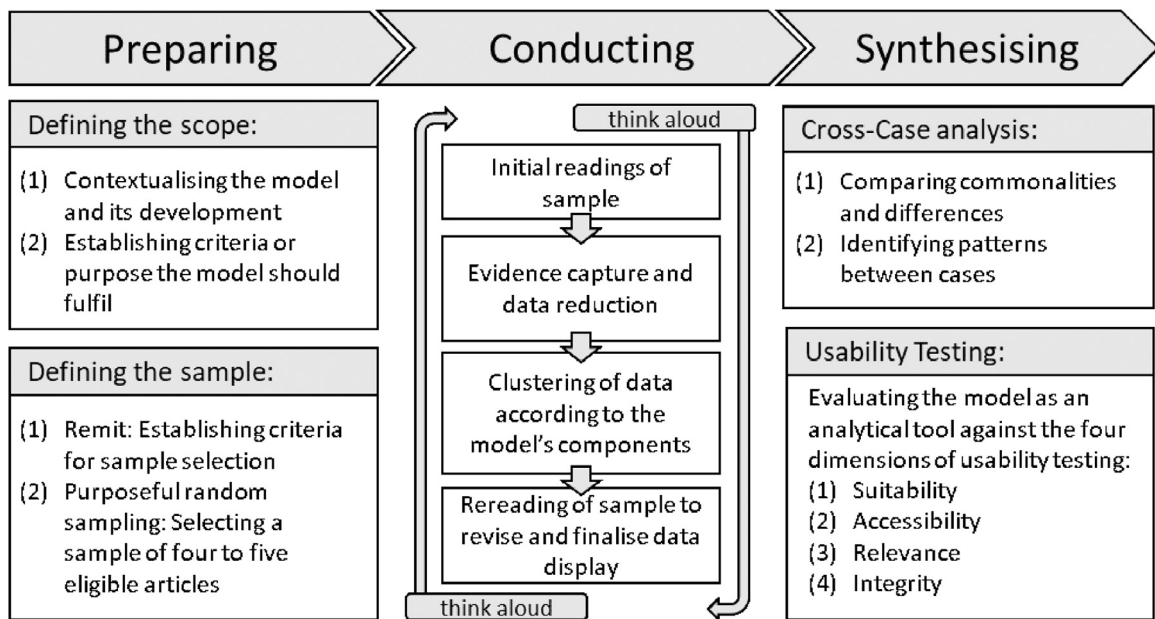 Preparing
Conducting
Synthesising
Defining the scope:
(1) Contextualising the model
and its development
(2) Establishing criteria or
purpose the model should
fulfil
Defining the sample:
(1) Remit: Establishing criteria
for sample selection
(2) Purposeful random
sampling: Selecting a
sample of four to five
eligible articles
think aloud
Initial readings of
sample
Evidence capture and
data reduction
Clustering of data
according to the
model's components
Rereading of sample to
revise and finalise data
display
think aloud
Cross-Case analysis:
(1) Comparing commonalities
and differences
(2) Identifying patterns
between cases
Usability Testing:
Evaluating the model as an
analytical tool against the four
dimensions of usability testing:
(1) Suitability
(2) Accessibility
(3) Relevance
(4) Integrity